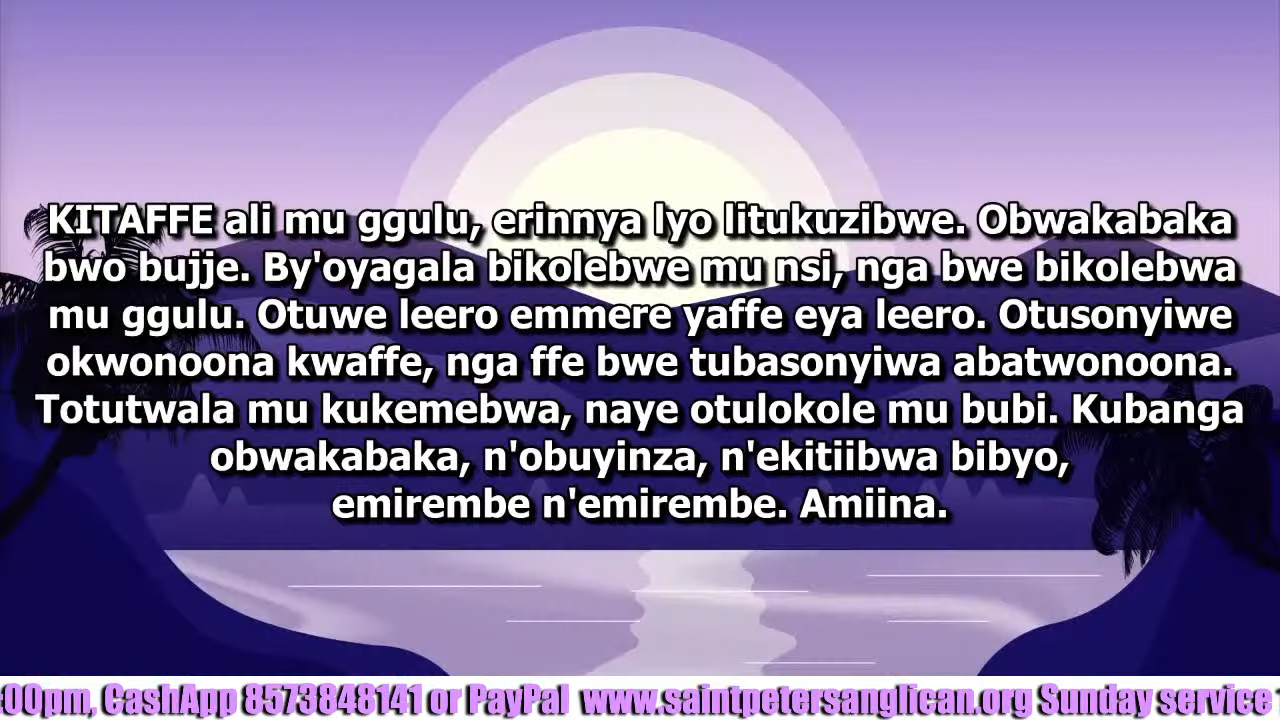 KITAFFE ali mu ggulu, erinnya lyo litukuzibwe. Obwakabaka
bwo bujje. By'oyagala bikolebwe mu nsi, nga bwe bikolebwa
mu ggulu. Otuwe leero emmere yaffe eya leero. Otusonyiwe
okwonoona kwaffe, nga ffe bwe tubasonyiwa abatwonoona.
Totutwala mu kukemebwa, naye otulokole mu bubi. Kubanga
obwakabaka, n'obuyinza, n'ekitiibwa bibyo,
emirembe n'emirembe. Amiina.
:00pm, CashApp 8573848141 or PayPal www.saintpetersanglican.org Sunday service